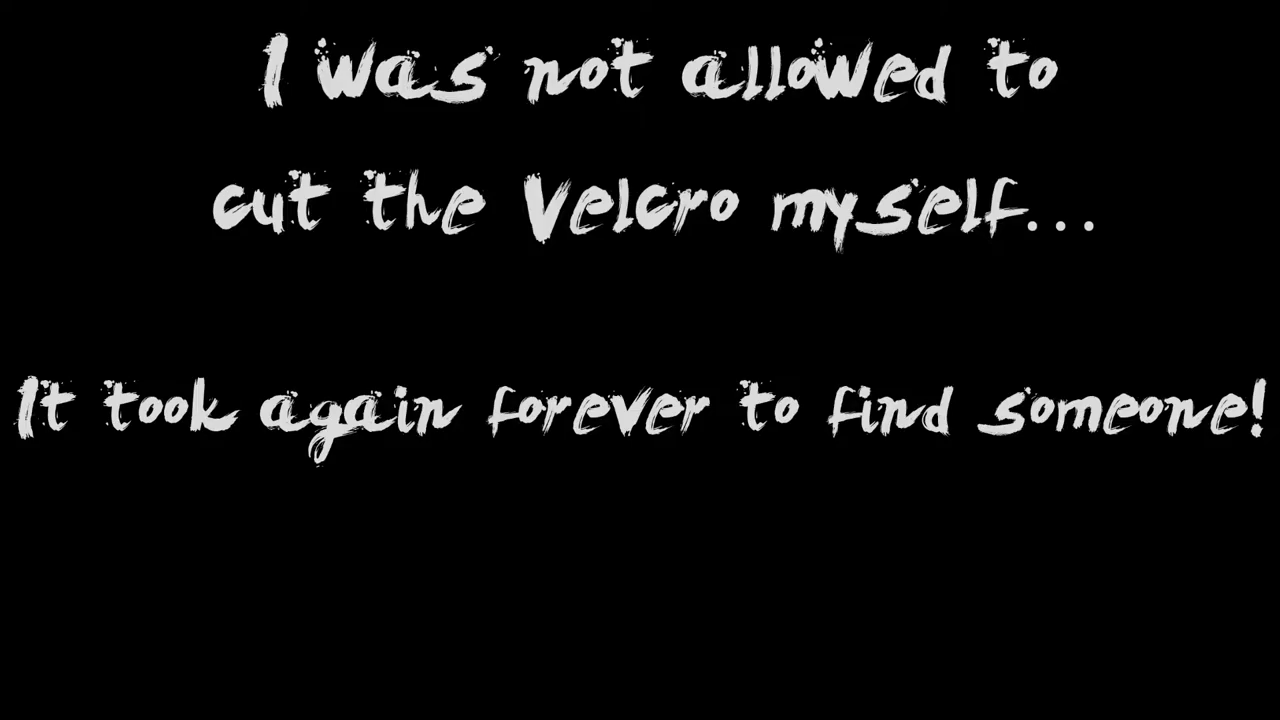 I was not allowed to
cut the Velcro myself...
It took again forever to find someone!